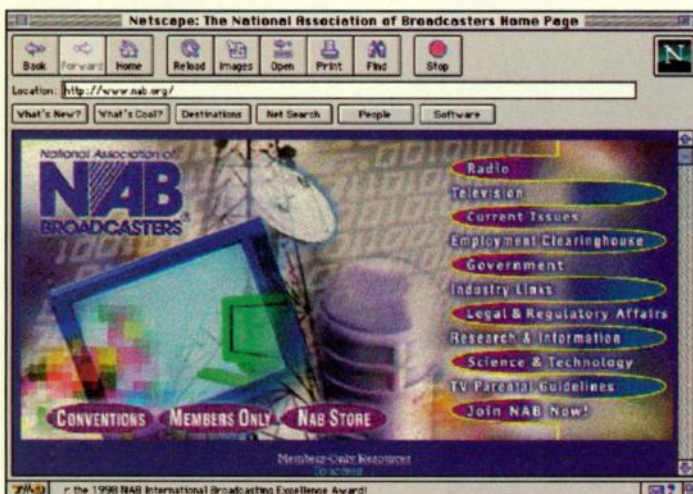 Netscape: The National Association of Broadcasters Home Page
Back Forward Home Reload Images Open Print Find Stop
N
Location: http://www.nab.org/
What's New? What's Cool? Destinations Net Search People Software
National Association of
NAB
BROADCASTERS®
Radio
Television
Current Issues
Employment Clearinghouse
Government
Industry Links
Legal & Regulatory Affairs
Research & Information
Science & Technology
TV Parental Guidelines
Join NAB Now!
CONVENTIONS MEMBERS ONLY NAB STORE
Members-Only Resources
To access
r the 1998 NAB International Broadcasting Excellence Award!